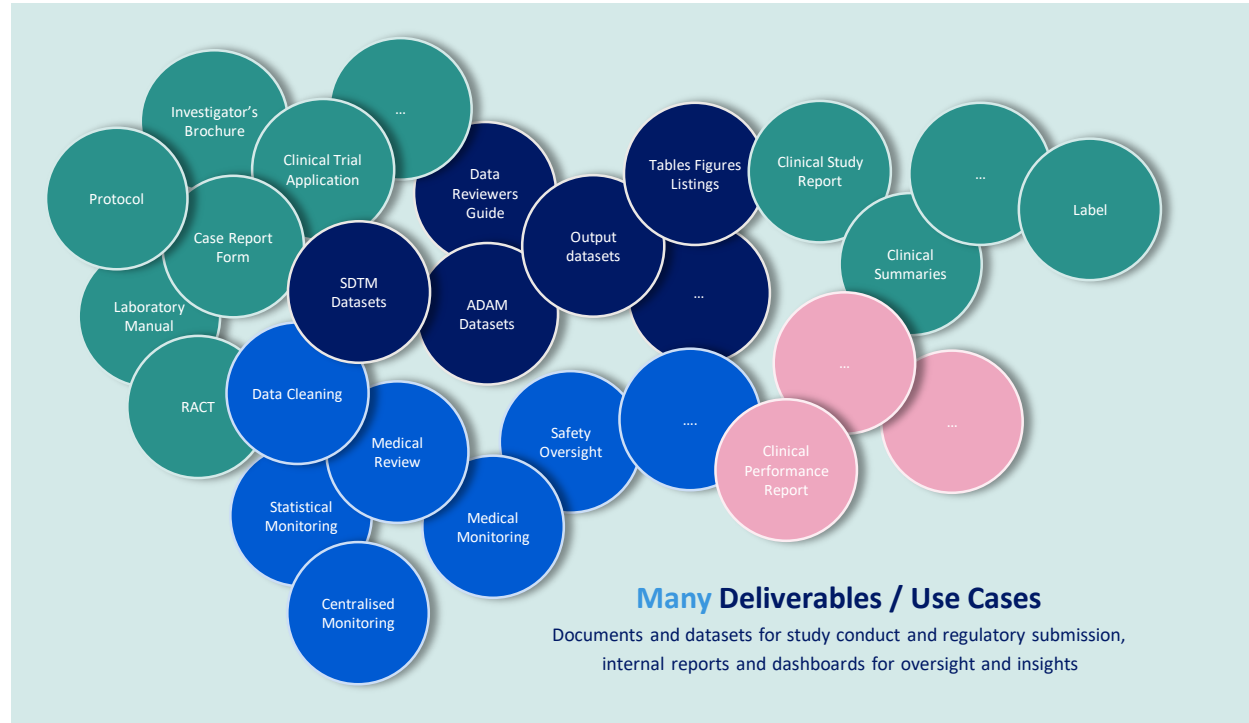 ...
Investigator's
Brochure
Clinical Trial
Application
Protocol
Case Report
Form
Laboratory
Manual
RACT
Data
Reviewers
Guide
SDTM
Datasets
ADAM
Datasets
Output
datasets
Tables Figures
Listings
...
Clinical Study
Report
Clinical
Summaries
...
Label
Data Cleaning
Medical
Review
Statistical
Monitoring
Centralised
Monitoring
Medical
Monitoring
Safety
Oversight
....
...
...
Clinical
Performance
Report
Many Deliverables / Use Cases
Documents and datasets for study conduct and regulatory submission,
internal reports and dashboards for oversight and insights